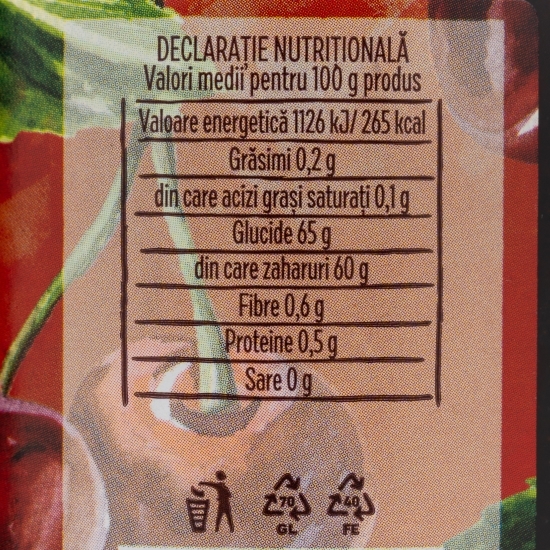 DECLARAȚIE NUTRIȚIONALĂ
Valori medii pentru 100 g produs
Valoare energetică 1126 kJ/ 265 kcal
Grăsimi 0,2 g
din care acizi grași saturați 0,1 g
Glucide 65 g
din care zaharuri 60 g
Fibre 0,6 g
Proteine 0,5 g
Sare 0 g
70 40
GL FE